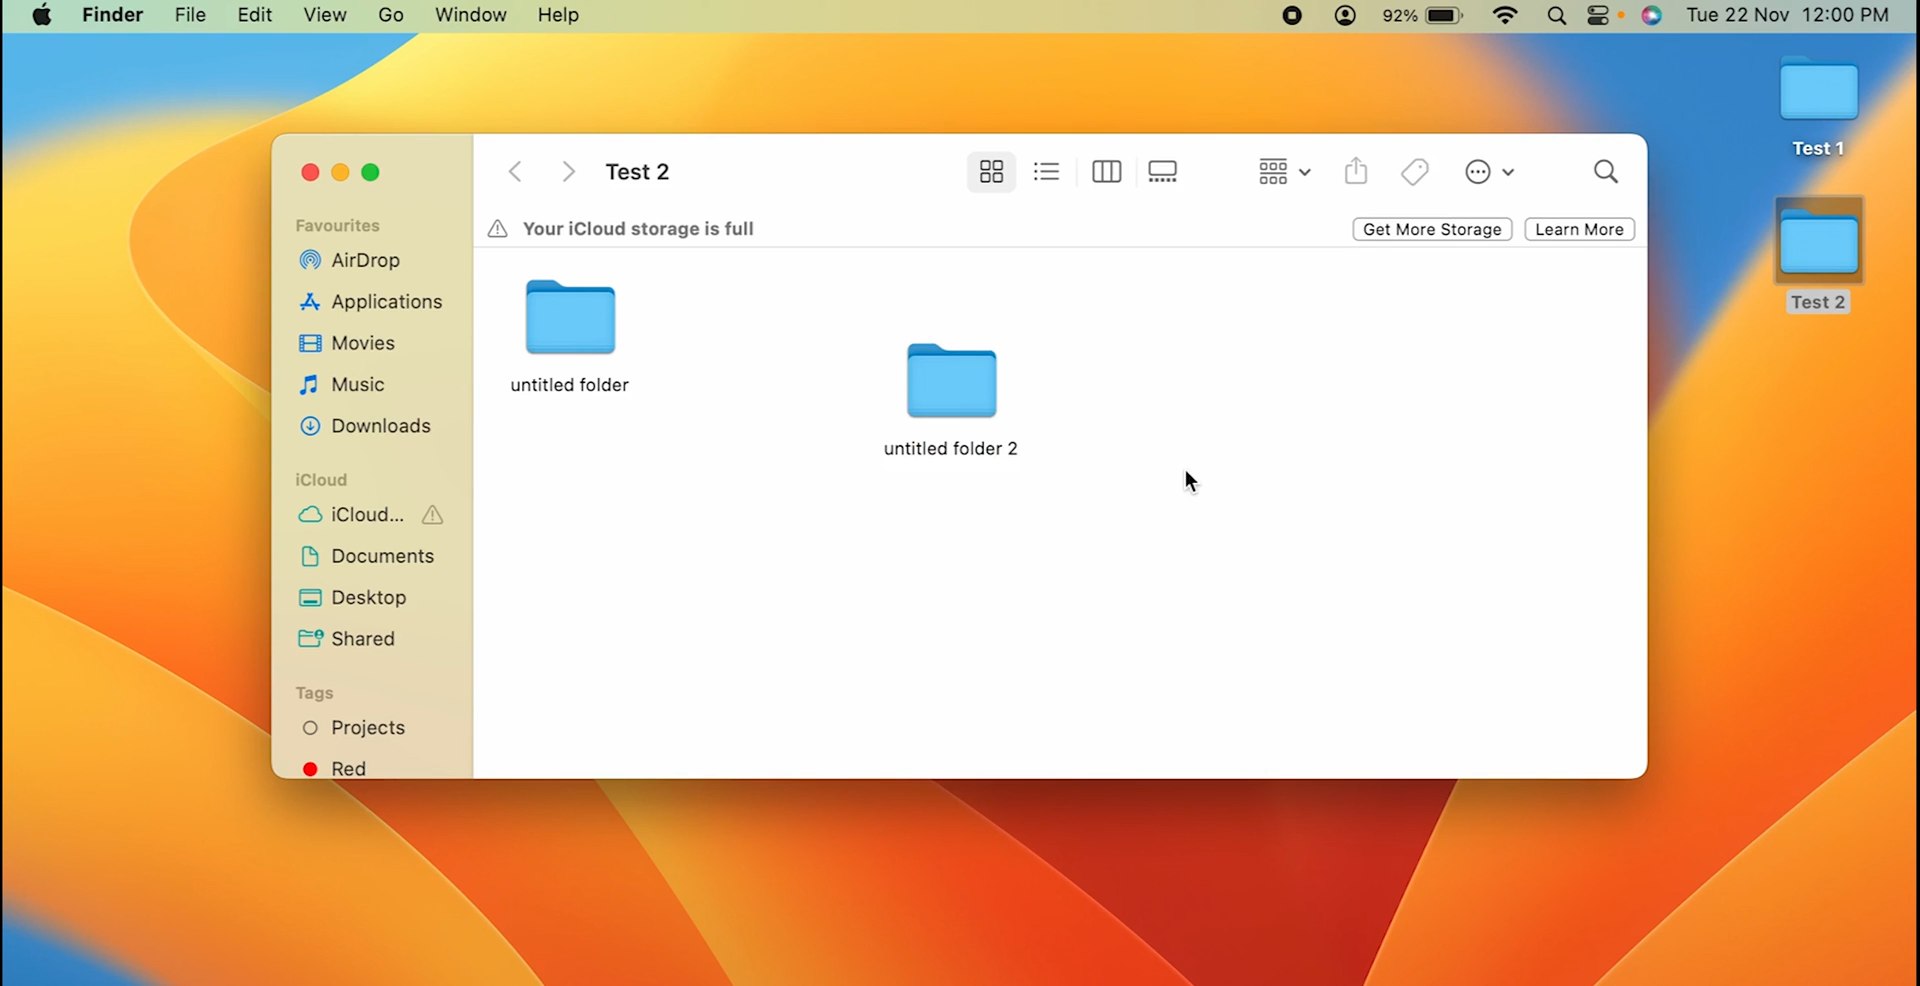 Finder File Edit View Go Window Help 92% Tue 22 Nov 12:00 PM
Test 1
Test 2
Test 2
Your iCloud storage is full Get More Storage Learn More
Favourites
AirDrop
Applications
Movies
Music
Downloads
iCloud
iCloud...
Documents
Desktop
Shared
Tags
Projects
Red
untitled folder
untitled folder 2